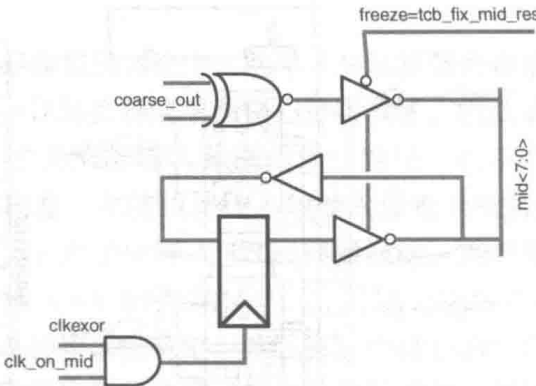 freeze=tcb_fix_mid_res
coarse_out
mid<7:0>
clkexor
clk_on_mid